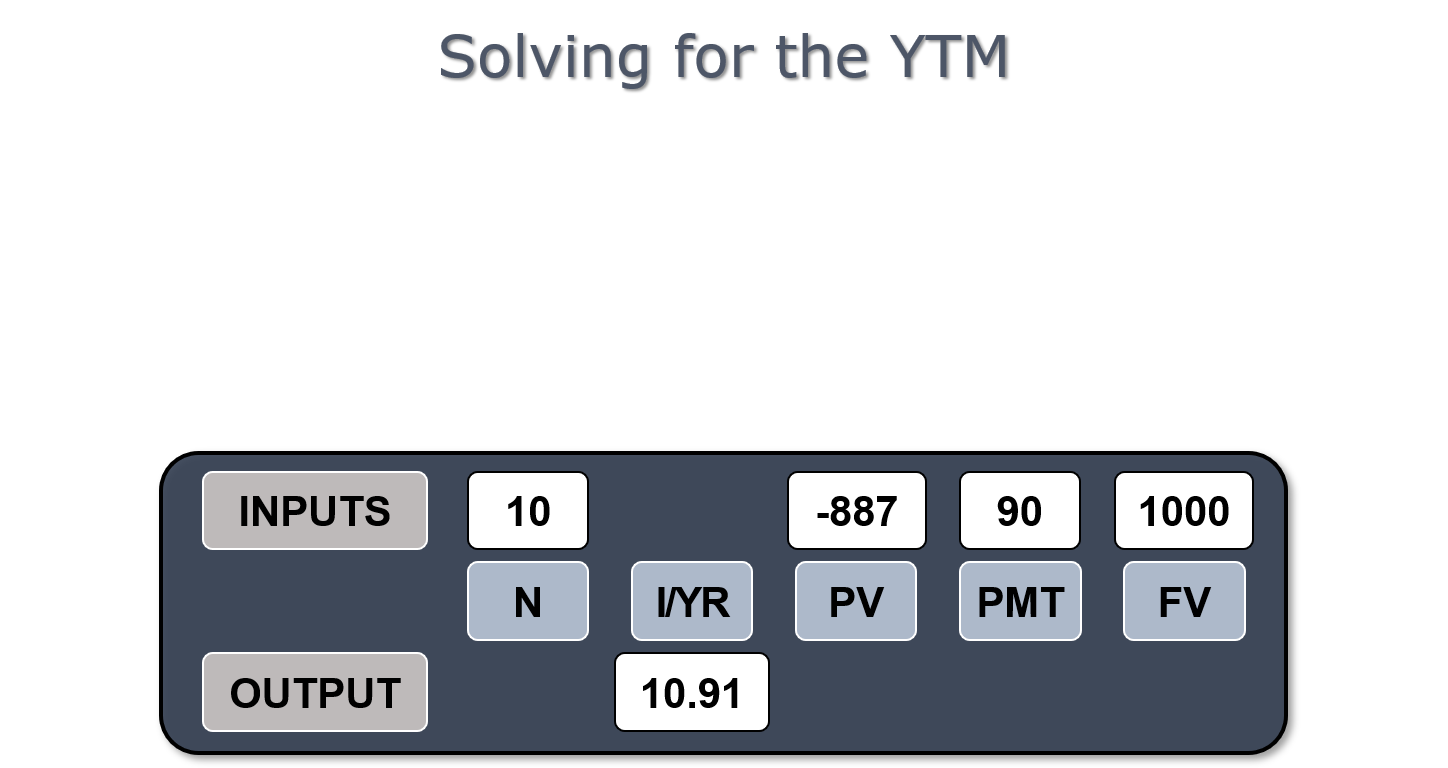 Solving for the YTM
INPUTS 10 -887 90 1000
N I/YR PV PMT FV
OUTPUT 10.91